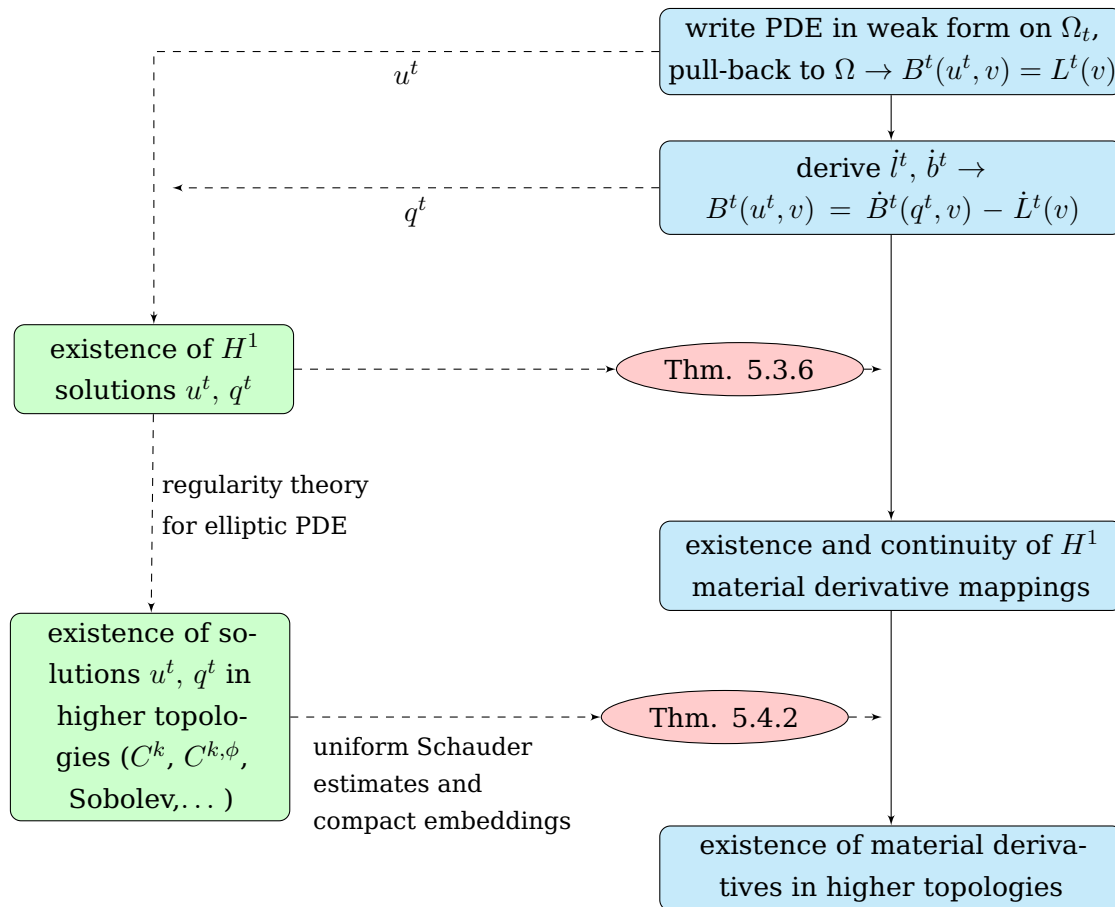 write PDE in weak form on Ω_t,
pull-back to Ω → B^t(u^t, v) = L^t(v)
u^t
derive l̇^t, ḃ^t →
B^t(u^t, v) = Ḃ^t(q^t, v) − L̇^t(v)
q^t
existence of H^1
solutions u^t, q^t
Thm. 5.3.6
regularity theory
for elliptic PDE
existence and continuity of H^1
material derivative mappings
existence of so-
lutions u^t, q^t in
higher topolo-
gies (C^k, C^{k,ϕ},
Sobolev,... )
Thm. 5.4.2
uniform Schauder
estimates and
compact embeddings
existence of material deriva-
tives in higher topologies